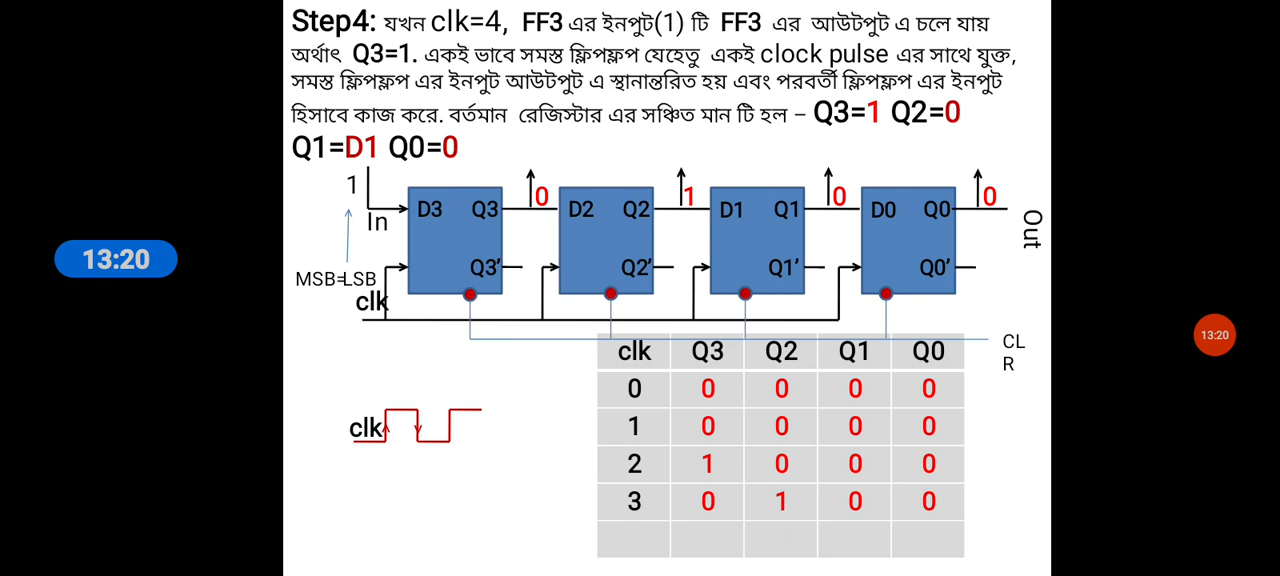 Step4: যখন clk=4, FF3 এর ইনপুট(1) টি FF3 এর আউটপুট এ চলে যায়
অর্থাৎ Q3=1. একই ভাবে সমস্ত ফ্লিপফ্লপ যেহেতু একই clock pulse এর সাথে যুক্ত,
সমস্ত ফ্লিপফ্লপ এর ইনপুট আউটপুট এ স্থানান্তরিত হয় এবং পরবর্তী ফ্লিপফ্লপ এর ইনপুট
হিসাবে কাজ করে. বর্তমান রেজিস্টার এর সঞ্চিত মান টি হল – Q3=1 Q2=0
Q1=D1 Q0=0
1 0 1 0 0
In D3 Q3 D2 Q2 D1 Q1 D0 Q0 Out
Q3’ Q2’ Q1’ Q0’
13:20
MSB=LSB
clk
CL
R
13:20
clk Q3 Q2 Q1 Q0
0 0 0 0 0
1 0 0 0 0
clk
2 1 0 0 0
3 0 1 0 0